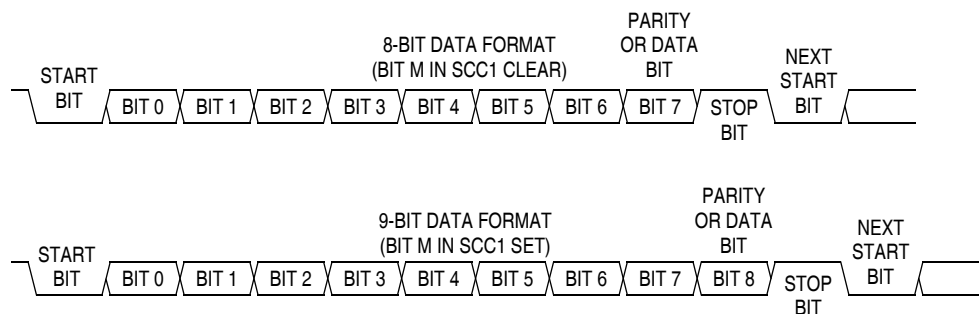 8-BIT DATA FORMAT
(BIT M IN SCC1 CLEAR)
PARITY
OR DATA
BIT
START
BIT
BIT 0
BIT 1
BIT 2
BIT 3
BIT 4
BIT 5
BIT 6
BIT 7
STOP
BIT
NEXT
START
BIT
9-BIT DATA FORMAT
(BIT M IN SCC1 SET)
PARITY
OR DATA
BIT
START
BIT
BIT 0
BIT 1
BIT 2
BIT 3
BIT 4
BIT 5
BIT 6
BIT 7
BIT 8
STOP
BIT
NEXT
START
BIT